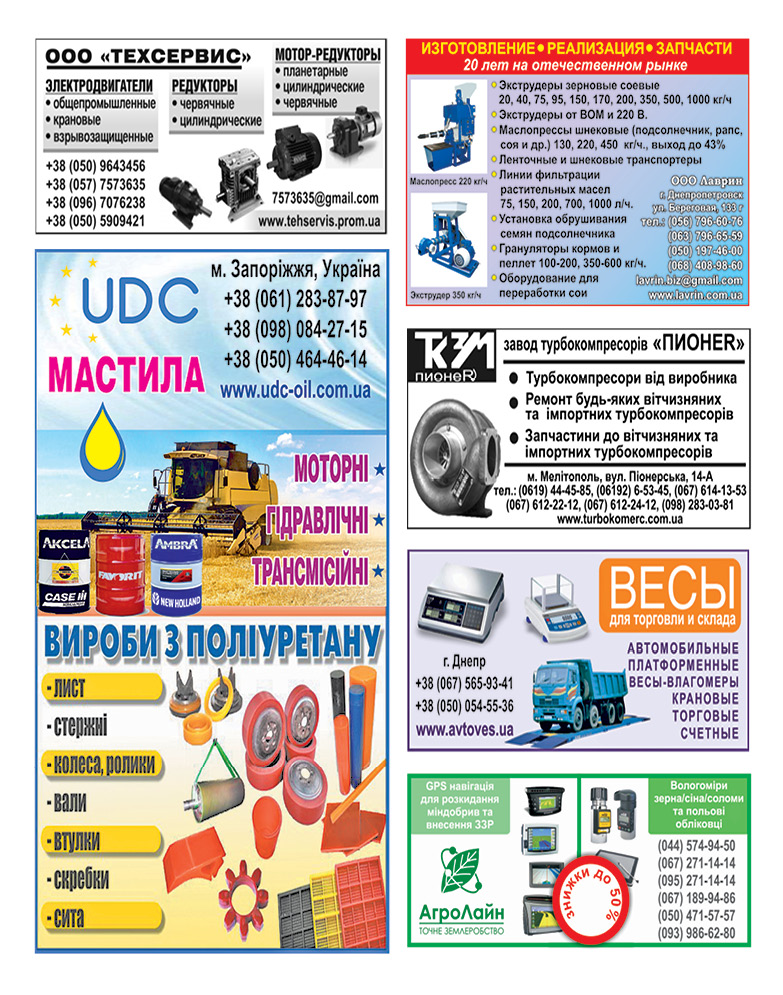 ООО «ТЕХСЕРВИС»
ЭЛЕКТРОДВИГАТЕЛИ
• общепромышленные
• крановые
• взрывозащищенные
РЕДУКТОРЫ
• червячные
• цилиндрические
МОТОР-РЕДУКТОРЫ
• планетарные
• цилиндрические
• червячные
+38 (050) 9643456
+38 (057) 7573635
+38 (096) 7076238
+38 (050) 5909421
7573635@gmail.com
www.tehservis.prom.ua
ИЗГОТОВЛЕНИЕ • РЕАЛИЗАЦИЯ • ЗАПЧАСТИ
20 лет на отечественном рынке
• Экструдеры зерновые соевые
20, 40, 75, 95, 150, 170, 200, 350, 500, 1000 кг/ч
• Экструдеры от ВОМ и 220 В.
• Маслопрессы шнековые (подсолнечник, рапс,
соя и др.) 130, 220, 450 кг/ч., выход до 43%
• Ленточные и шнековые транспортеры
• Линии фильтрации
растительных масел
75, 150, 200, 700, 1000 л/ч.
• Установка обрушивания
семян подсолнечника
• Грануляторы кормов и
пеллет 100-200, 350-600 кг/ч.
• Оборудование для
переработки сои
Маслопресс 220 кг/ч
Экструдер 350 кг/ч
ООО Лаврин
г. Днепропетровск
ул. Береговая, 133 г
тел.: (056) 796-60-76
(063) 796-65-59
(050) 197-46-00
(068) 408-98-60
lavrin.biz@gmail.com
www.lavrin.com.ua
UDC
м. Запоріжжя, Україна
+38 (061) 283-87-97
+38 (098) 084-27-15
+38 (050) 464-46-14
www.udc-oil.com.ua
МАСТИЛА
МОТОРНІ
ГІДРАВЛІЧНІ
ТРАНСМІСІЙНІ
AKCELA
CASE III
FAVORIT
AMBRA
NEW HOLLAND
ВИРОБИ З ПОЛІУРЕТАНУ
- лист
- стержні
- колеса, ролики
- вали
- втулки
- скребки
- сита
ТКЗМ
пионеR
завод турбокомпресорів «ПИОНЕR»
• Турбокомпресори від виробника
• Ремонт будь-яких вітчизняних
та імпортних турбокомпресорів
• Запчастини до вітчизняних та
імпортних турбокомпресорів
м. Мелітополь, вул. Піонерська, 14-А
тел.: (0619) 44-45-85, (06192) 6-53-45, (067) 614-13-53
(067) 612-22-12, (067) 612-24-12, (098) 283-03-81
www.turbokomerc.com.ua
ВЕСЫ
для торговли и склада
г. Днепр
+38 (067) 565-93-41
+38 (050) 054-55-36
www.avtoves.ua
АВТОМОБИЛЬНЫЕ
ПЛАТФОРМЕННЫЕ
ВЕСЫ-ВЛАГОМЕРЫ
КРАНОВЫЕ
ТОРГОВЫЕ
СЧЕТНЫЕ
GPS навігація
для розкидання
міндобрив та
внесення ЗЗР
АгроЛайн
ТОЧНЕ ЗЕМЛЕРОБСТВО
ЗНИЖКИ ДО 50%
Вологоміри
зерна/сіна/соломи
та польові
обліковці
(044) 574-94-50
(067) 271-14-14
(095) 271-14-14
(067) 189-94-86
(050) 471-57-57
(093) 986-62-80